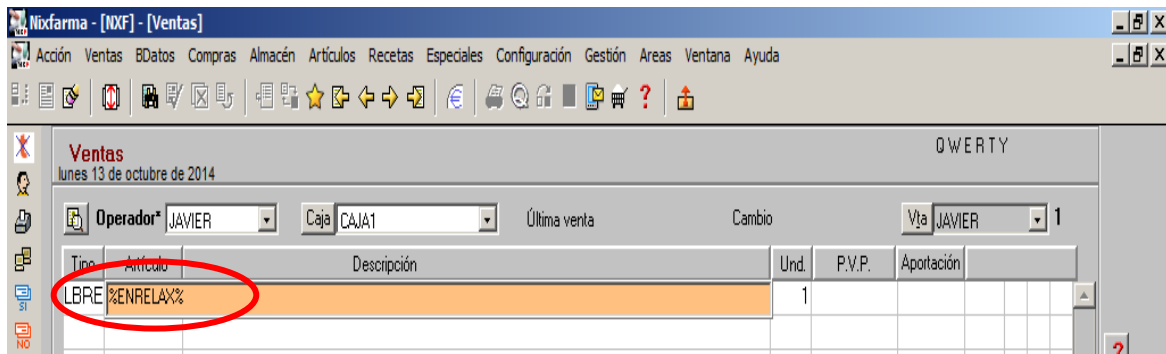 Nixfarma - [NXF] - [Ventas]
Acción Ventas BDatos Compras Almacén Artículos Recetas Especiales Configuración Gestión Areas Ventana Ayuda
€ ?
Ventas QWERTY
lunes 13 de octubre de 2014
Operador* JAVIER Caja CAJA1 Última venta Cambio Vta JAVIER 1
Tipo Artículo Descripción Und. P.V.P. Aportación
LBRE %ENRELAX% 1
SI
NO
?